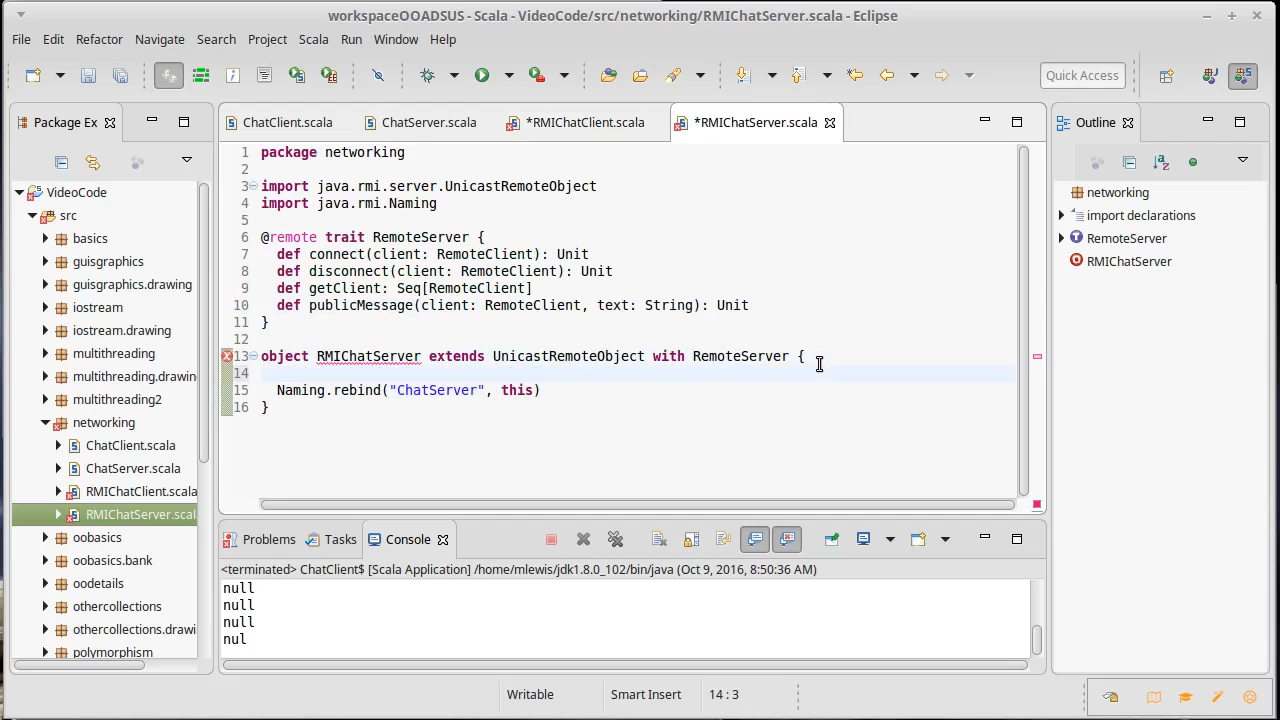 workspaceOOADSUS - Scala - VideoCode/src/networking/RMIChatServer.scala - Eclipse
File Edit Refactor Navigate Search Project Scala Run Window Help
Quick Access
Package Ex
ChatClient.scala ChatServer.scala *RMIChatClient.scala *RMIChatServer.scala
Outline
VideoCode
src
basics
guisgraphics
guisgraphics.drawing
iostream
iostream.drawing
multithreading
multithreading.drawin
multithreading2
networking
ChatClient.scala
ChatServer.scala
RMIChatClient.scala
RMIChatServer.scal
oobasics
oobasics.bank
oodetails
othercollections
othercollections.drawi
polymorphism
1 package networking
2
3 import java.rmi.server.UnicastRemoteObject
4 import java.rmi.Naming
5
6 @remote trait RemoteServer {
7 def connect(client: RemoteClient): Unit
8 def disconnect(client: RemoteClient): Unit
9 def getClient: Seq[RemoteClient]
10 def publicMessage(client: RemoteClient, text: String): Unit
11 }
12
13 object RMIChatServer extends UnicastRemoteObject with RemoteServer {
14
15 Naming.rebind("ChatServer", this)
16 }
networking
import declarations
RemoteServer
RMIChatServer
Problems Tasks Console
<terminated> ChatClient$ [Scala Application] /home/mlewis/jdk1.8.0_102/bin/java (Oct 9, 2016, 8:50:36 AM)
null
null
null
nul
Writable Smart Insert 14 : 3